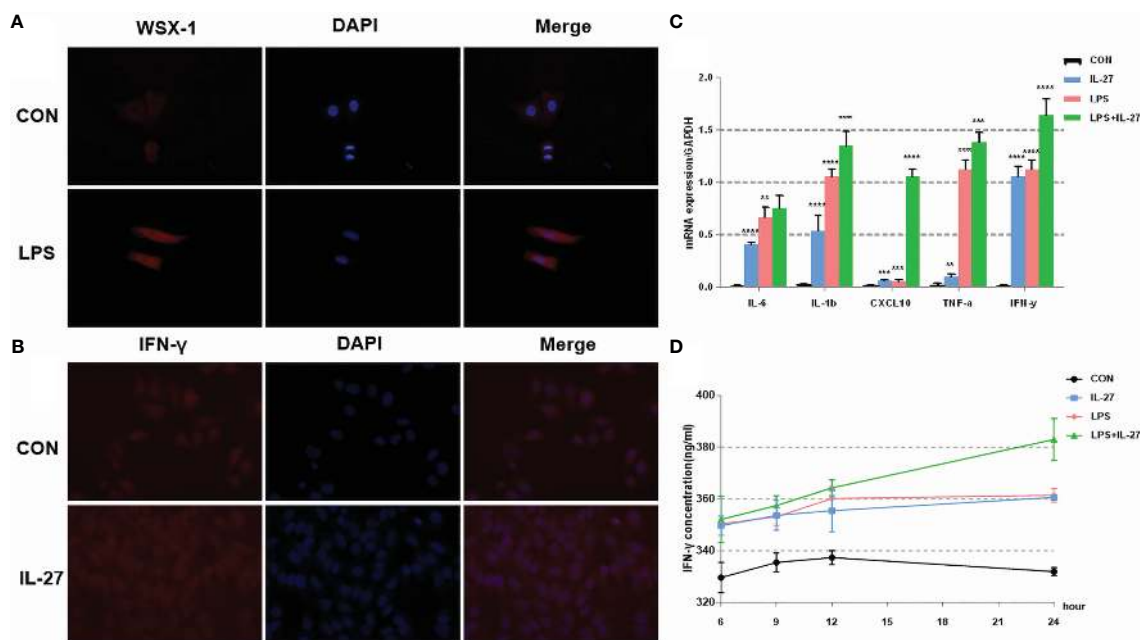 A
WSX-1 DAPI Merge
CON
LPS
B
IFN-γ DAPI Merge
CON
IL-27
C
CON
IL-27
LPS
LPS+IL-27
mRNA expression/GAPDH
2.0
1.5
1.0
0.5
0.0
**** ** **** **** *** *** *** **** ** **** *** **** **** ****
IL-6 IL-1b CXCL10 TNF-a IFN-y
D
CON
IL-27
LPS
LPS+IL-27
IFN-γ concentration(ng/ml)
400
380
360
340
320
6 9 12 15 18 21 24 hour